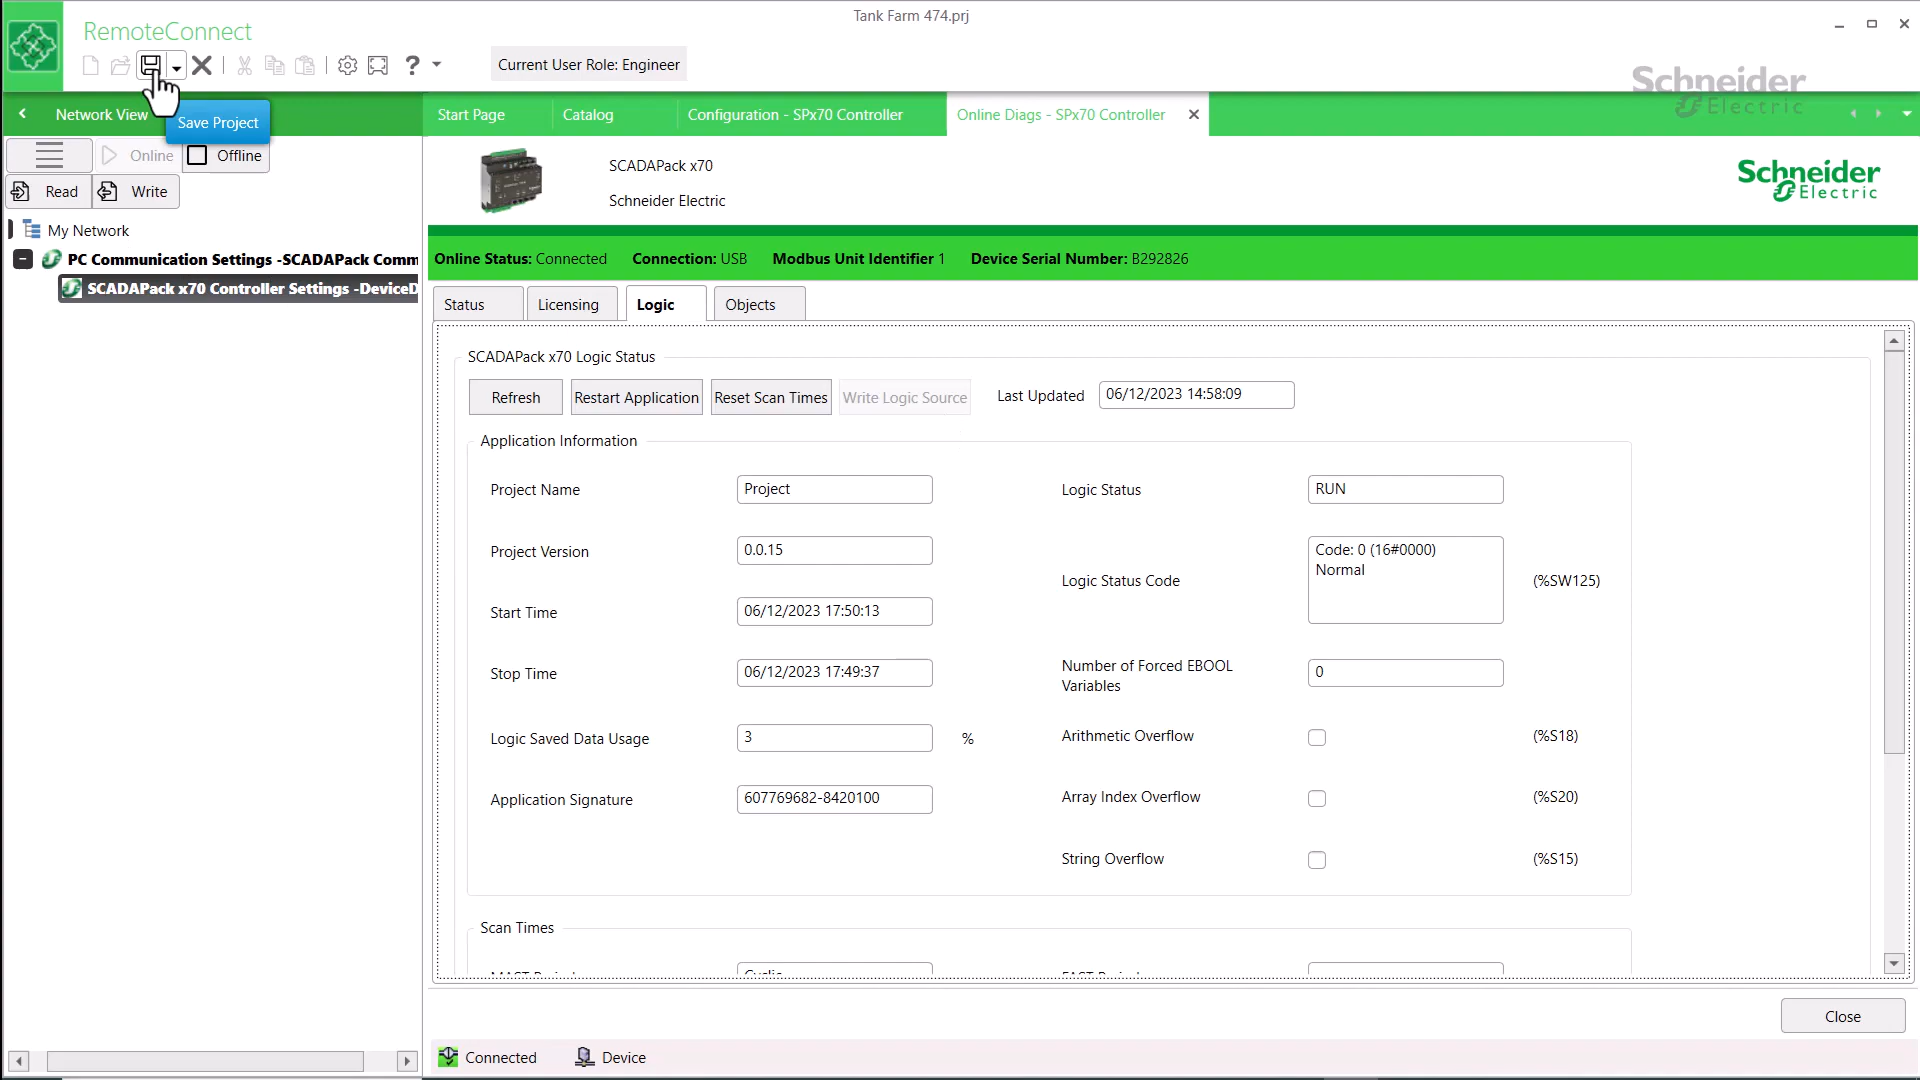 Tank Farm 474.prj
RemoteConnect
Current User Role: Engineer
Schneider
Electric
Network View
Save Project
Start Page
Catalog
Configuration - SPx70 Controller
Online Diags - SPx70 Controller
Online
Offline
Read
Write
My Network
PC Communication Settings -SCADAPack Comm
SCADAPack x70 Controller Settings -DeviceD
SCADAPack x70
Schneider Electric
Schneider
Electric
Online Status: Connected
Connection: USB
Modbus Unit Identifier 1
Device Serial Number: B292826
Status
Licensing
Logic
Objects
SCADAPack x70 Logic Status
Refresh
Restart Application
Reset Scan Times
Write Logic Source
Last Updated
06/12/2023 14:58:09
Application Information
Project Name
Project
Logic Status
RUN
Project Version
0.0.15
Logic Status Code
Code: 0 (16#0000)
Normal
(%SW125)
Start Time
06/12/2023 17:50:13
Stop Time
06/12/2023 17:49:37
Number of Forced EBOOL
Variables
0
Logic Saved Data Usage
3
%
Arithmetic Overflow
(%S18)
Application Signature
607769682-8420100
Array Index Overflow
(%S20)
String Overflow
(%S15)
Scan Times
Close
Connected
Device